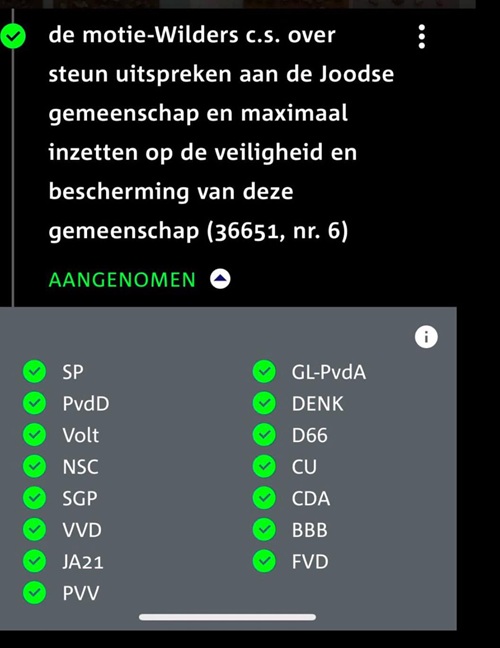 de motie-Wilders c.s. over
steun uitspreken aan de Joodse
gemeenschap en maximaal
inzetten op de veiligheid en
bescherming van deze
gemeenschap (36651, nr. 6)
AANGENOMEN
SP
GL-PvdA
PvdD
DENK
Volt
D66
NSC
CU
SGP
CDA
VVD
BBB
JA21
FVD
PVV